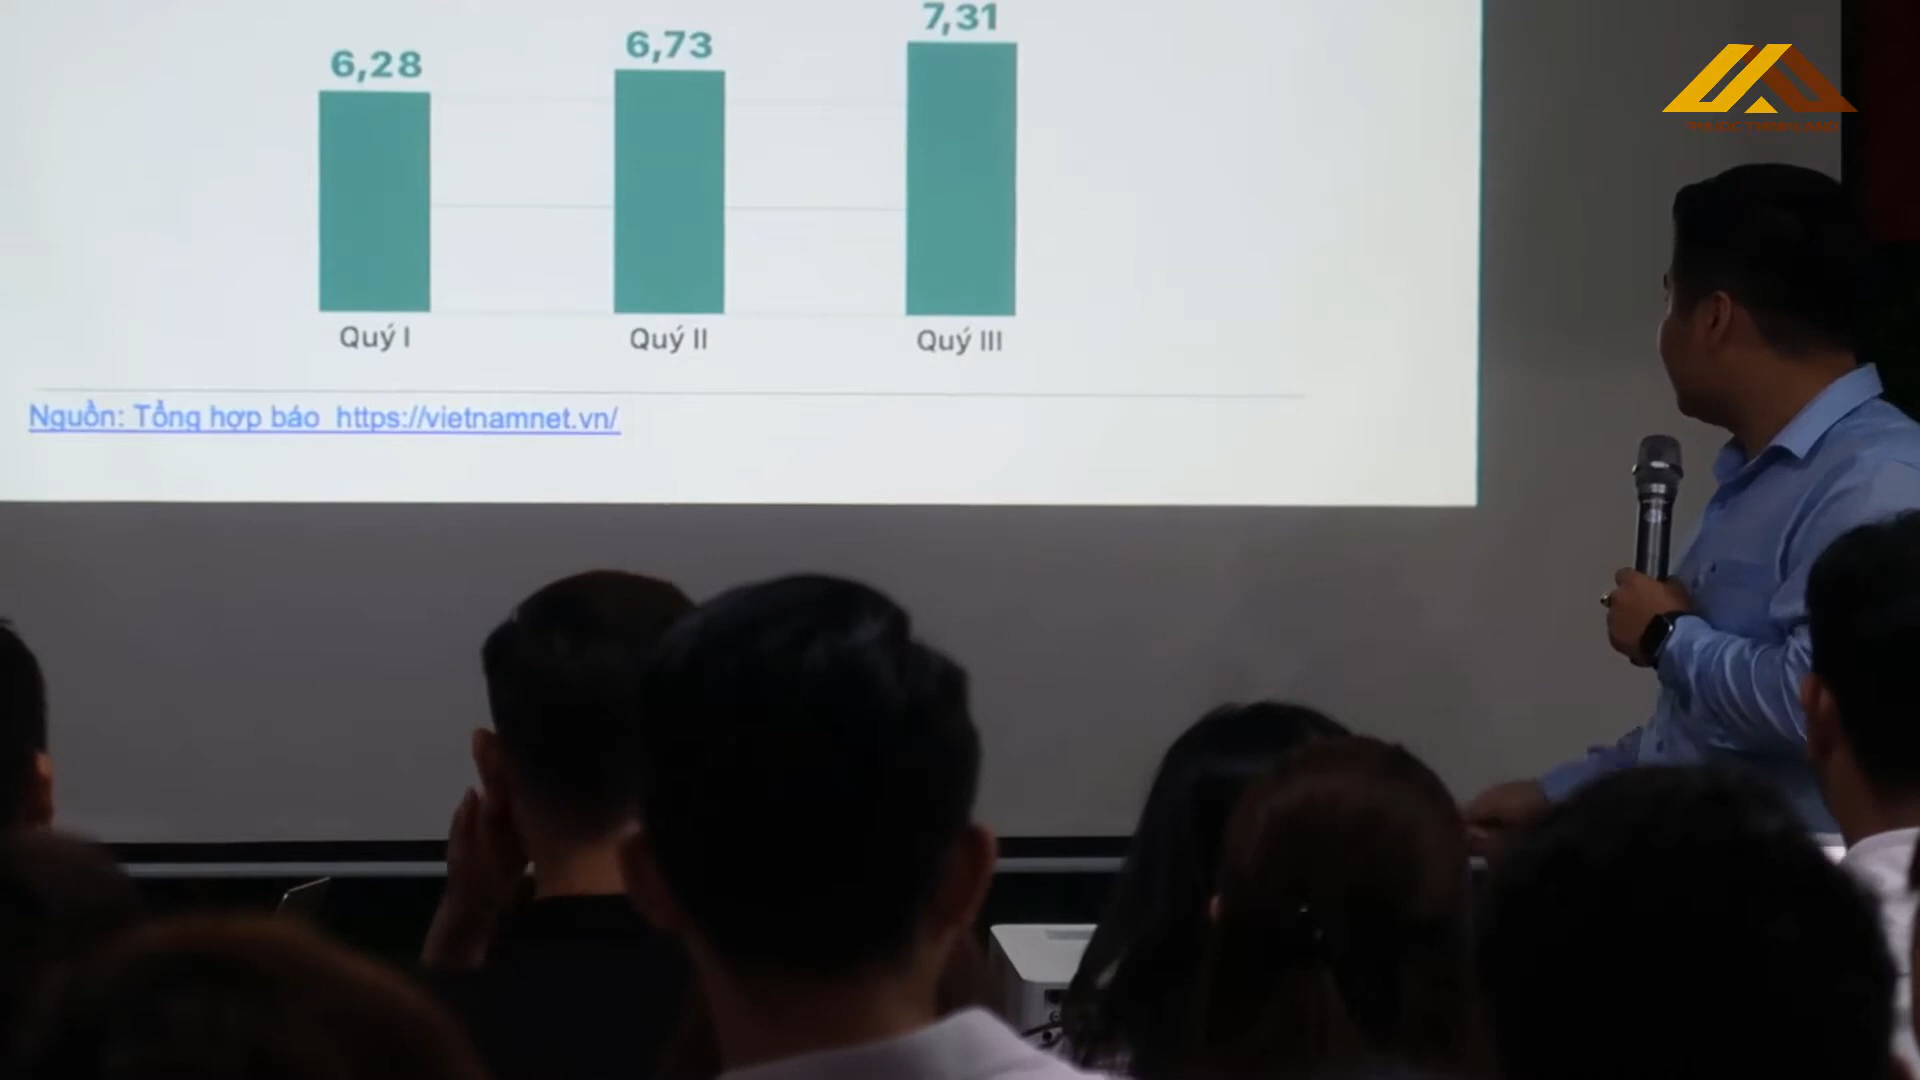 7,31
6,73
6,28
Quý I
Quý II
Quý III
Nguồn: Tổng hợp báo https://vietnamnet.vn/